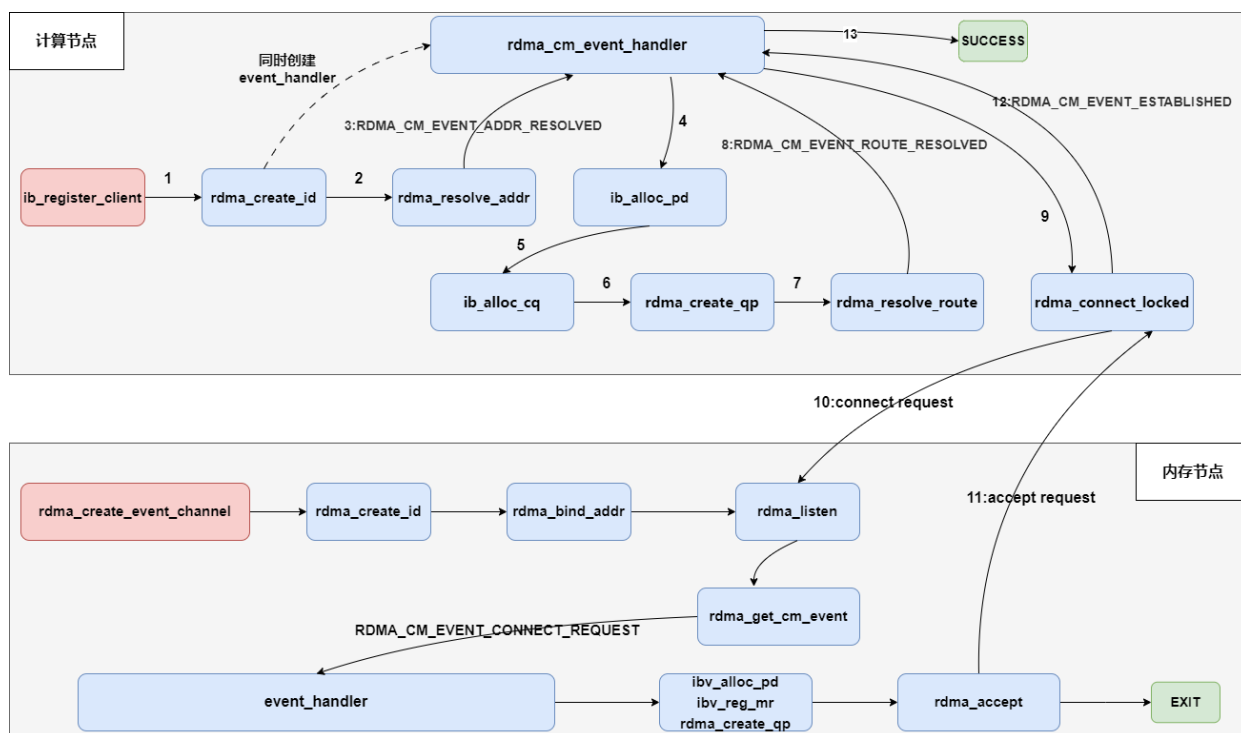 计算节点
rdma_cm_event_handler
13
SUCCESS
同时创建
event_handler
3:RDMA_CM_EVENT_ADDR_RESOLVED
4
12:RDMA_CM_EVENT_ESTABLISHED
8:RDMA_CM_EVENT_ROUTE_RESOLVED
ib_register_client
1
rdma_create_id
2
rdma_resolve_addr
ib_alloc_pd
9
5
ib_alloc_cq
6
rdma_create_qp
7
rdma_resolve_route
rdma_connect_locked
10:connect request
内存节点
11:accept request
rdma_create_event_channel
rdma_create_id
rdma_bind_addr
rdma_listen
rdma_get_cm_event
RDMA_CM_EVENT_CONNECT_REQUEST
event_handler
ibv_alloc_pd
ibv_reg_mr
rdma_create_qp
rdma_accept
EXIT